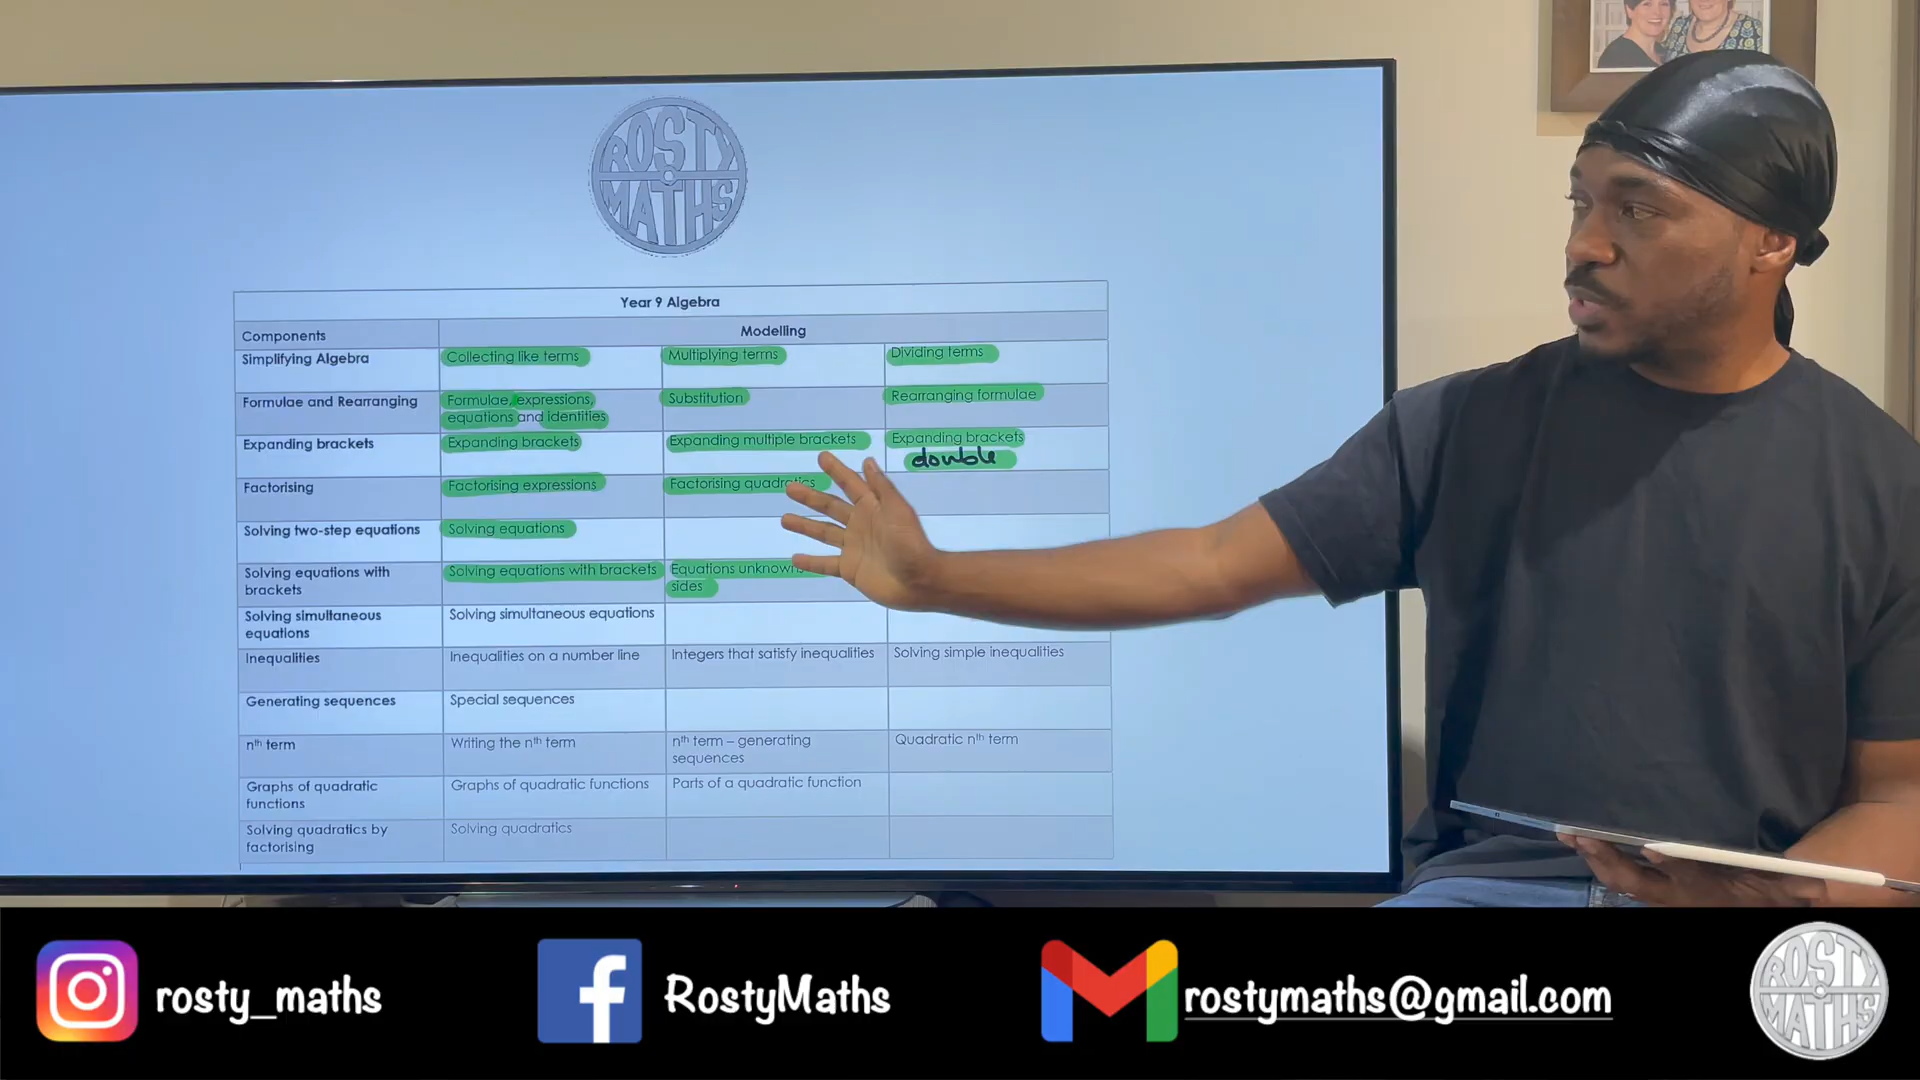 ROSTY
MATHS
Year 9 Algebra
Components
Modelling
Simplifying Algebra
Collecting like terms
Multiplying terms
Dividing terms
Formulae and Rearranging
Formulae, expressions,
equations and identities
Substitution
Rearranging formulae
Expanding brackets
Expanding brackets
Expanding multiple brackets
Expanding brackets
double
Factorising
Factorising expressions
Factorising quadratics
Solving two-step equations
Solving equations
Solving equations with
brackets
Solving equations with brackets
Equations unknown
sides
Solving simultaneous
equations
Solving simultaneous equations
Inequalities
Inequalities on a number line
Integers that satisfy inequalities
Solving simple inequalities
Generating sequences
Special sequences
nth term
Writing the nth term
nth term – generating
sequences
Quadratic nth term
Graphs of quadratic
functions
Graphs of quadratic functions
Parts of a quadratic function
Solving quadratics by
factorising
Solving quadratics
rosty_maths
RostyMaths
rostymaths@gmail.com
ROSTY
MATHS